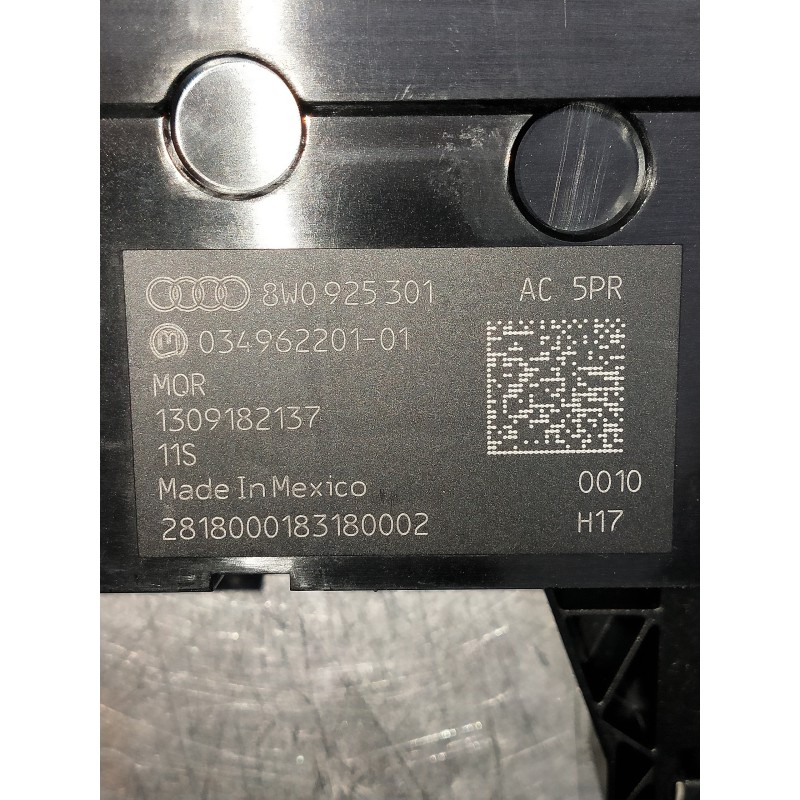 8W0 925 301 AC 5PR
034962201-01
MQR
1309182137
11S
Made In Mexico 0010
2818000183180002 H17